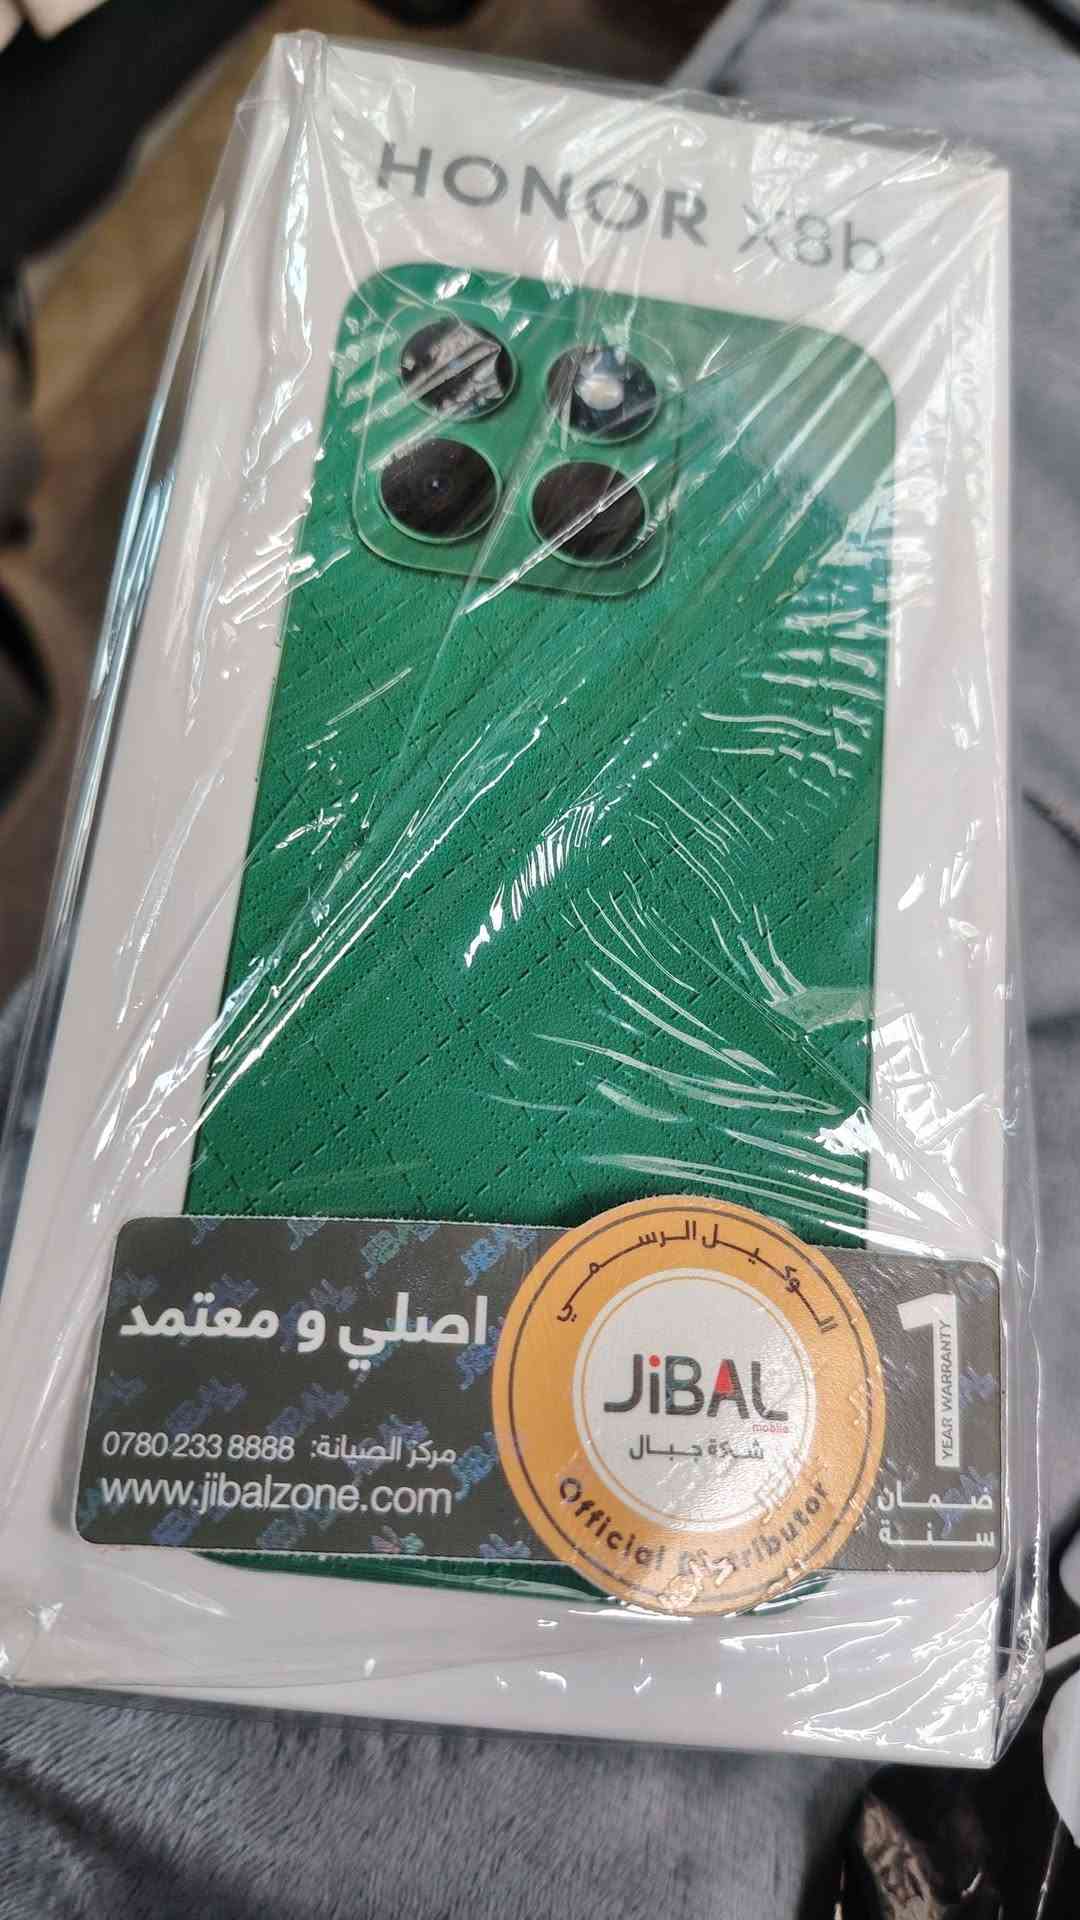 HONOR X8b
اصلي و معتمد
مركز الصيانة: 0780 233 8888
www.jibalzone.com
الوكيل الرسمي
JiBAL
mobile
شركة جبال
Official Distributor
1
YEAR WARRANTY
ضمان
سنة